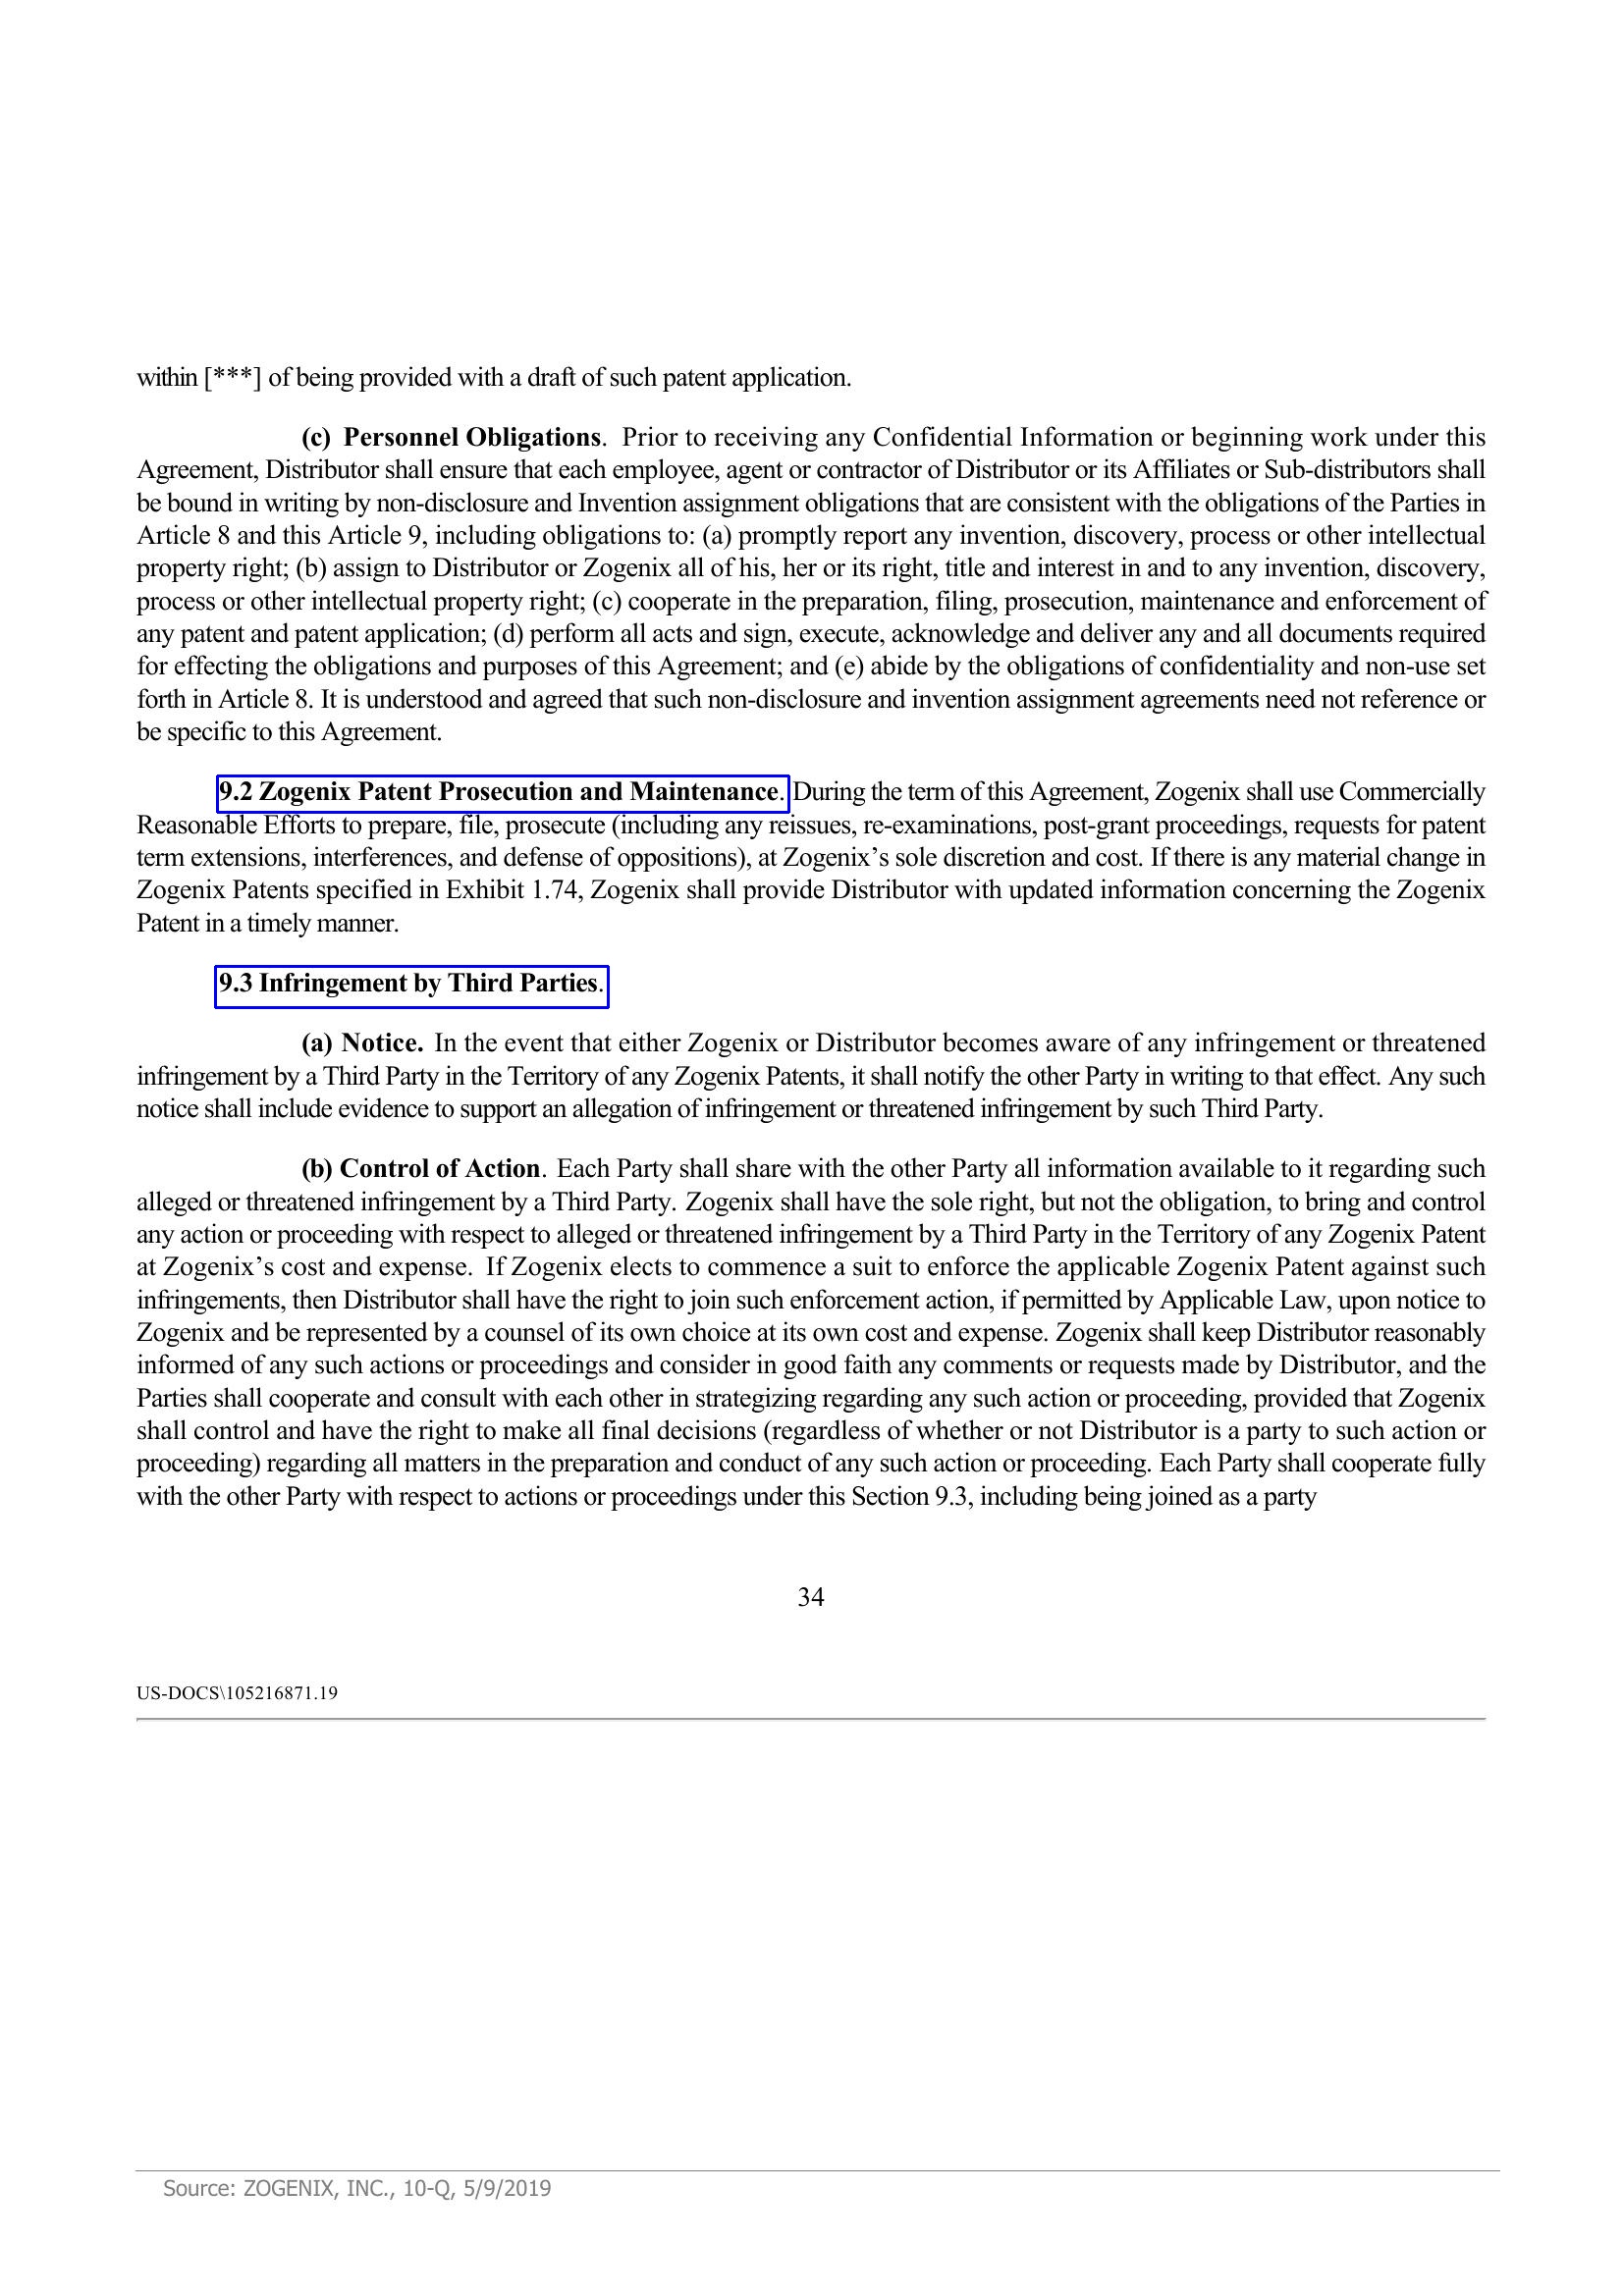 within [***] of being provided with a draft of such patent application.
(c) Personnel Obligations. Prior to receiving any Confidential Information or beginning work under this
Agreement, Distributor shall ensure that each employee, agent or contractor of Distributor or its Affiliates or Sub-distributors shall
be bound in writing by non-disclosure and Invention assignment obligations that are consistent with the obligations of the Parties in
Article 8 and this Article 9, including obligations to: (a) promptly report any invention, discovery, process or other intellectual
property right; (b) assign to Distributor or Zogenix all of his, her or its right, title and interest in and to any invention, discovery,
process or other intellectual property right; (c) cooperate in the preparation, filing, prosecution, maintenance and enforcement of
any patent and patent application; (d) perform all acts and sign, execute, acknowledge and deliver any and all documents required
for effecting the obligations and purposes of this Agreement; and (e) abide by the obligations of confidentiality and non-use set
forth in Article 8. It is understood and agreed that such non-disclosure and invention assignment agreements need not reference or
be specific to this Agreement.
9.2 Zogenix Patent Prosecution and Maintenance. During the term of this Agreement, Zogenix shall use Commercially
Reasonable Efforts to prepare, file, prosecute (including any reissues, re-examinations, post-grant proceedings, requests for patent
term extensions, interferences, and defense of oppositions), at Zogenix’s sole discretion and cost. If there is any material change in
Zogenix Patents specified in Exhibit 1.74, Zogenix shall provide Distributor with updated information concerning the Zogenix
Patent in a timely manner.
9.3 Infringement by Third Parties.
(a) Notice. In the event that either Zogenix or Distributor becomes aware of any infringement or threatened
infringement by a Third Party in the Territory of any Zogenix Patents, it shall notify the other Party in writing to that effect. Any such
notice shall include evidence to support an allegation of infringement or threatened infringement by such Third Party.
(b) Control of Action. Each Party shall share with the other Party all information available to it regarding such
alleged or threatened infringement by a Third Party. Zogenix shall have the sole right, but not the obligation, to bring and control
any action or proceeding with respect to alleged or threatened infringement by a Third Party in the Territory of any Zogenix Patent
at Zogenix’s cost and expense. If Zogenix elects to commence a suit to enforce the applicable Zogenix Patent against such
infringements, then Distributor shall have the right to join such enforcement action, if permitted by Applicable Law, upon notice to
Zogenix and be represented by a counsel of its own choice at its own cost and expense. Zogenix shall keep Distributor reasonably
informed of any such actions or proceedings and consider in good faith any comments or requests made by Distributor, and the
Parties shall cooperate and consult with each other in strategizing regarding any such action or proceeding, provided that Zogenix
shall control and have the right to make all final decisions (regardless of whether or not Distributor is a party to such action or
proceeding) regarding all matters in the preparation and conduct of any such action or proceeding. Each Party shall cooperate fully
with the other Party with respect to actions or proceedings under this Section 9.3, including being joined as a party
34
US-DOCS\105216871.19
Source: ZOGENIX, INC., 10-Q, 5/9/2019